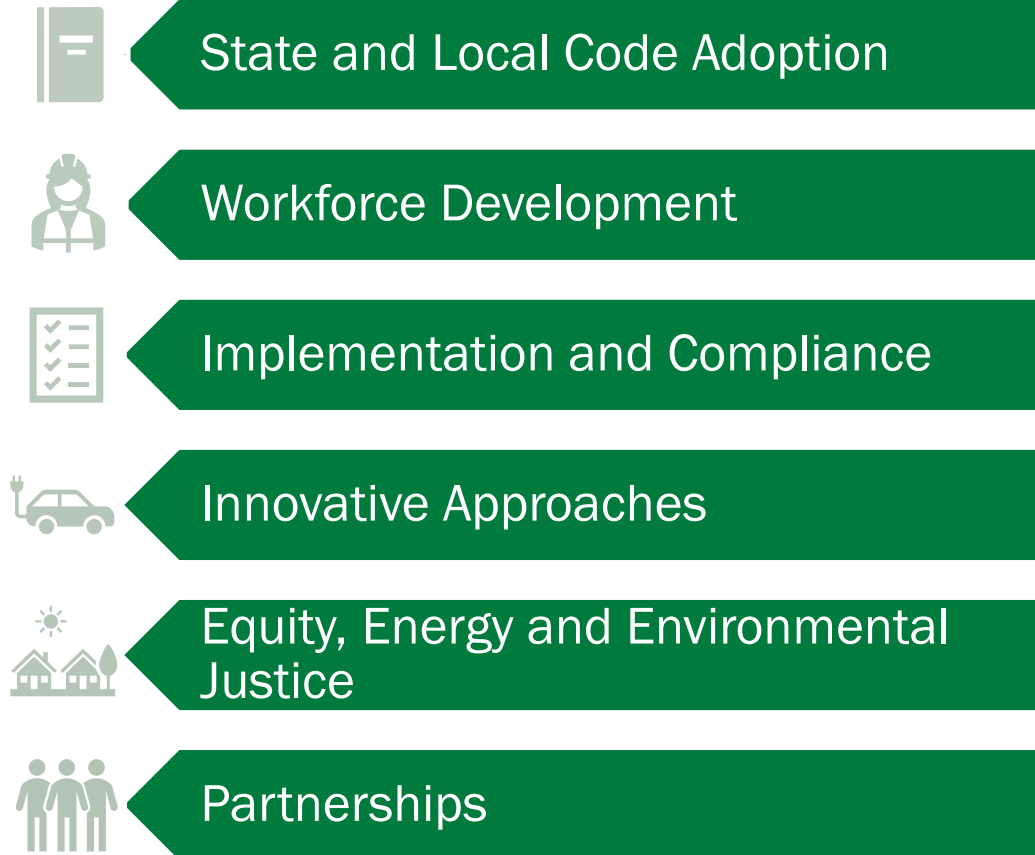 State and Local Code Adoption
Workforce Development
Implementation and Compliance
Innovative Approaches
Equity, Energy and Environmental
Justice
Partnerships